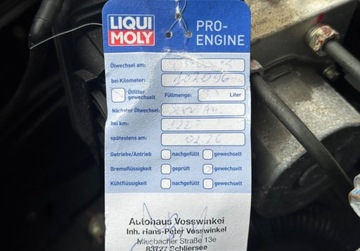 LIQUI
MOLY
PRO-
ENGINE
Ölwechsel am:
bei Kilometer:
Ölfilter
gewechselt
Füllmenge:
Liter
Nächster Ölwechsel
bei km:
spätestens am:
Getriebe/Antrieb
nachgefüllt
gewechselt
Bremsflüssigkeit
geprüft
gewechselt
Kühlflüssigkeit
nachgefüllt
gewechselt
Autohaus Vosswinkel
Inh. Hans-Peter Vosswinkel
Miesbacher Straße 13e
83727 Schliersee